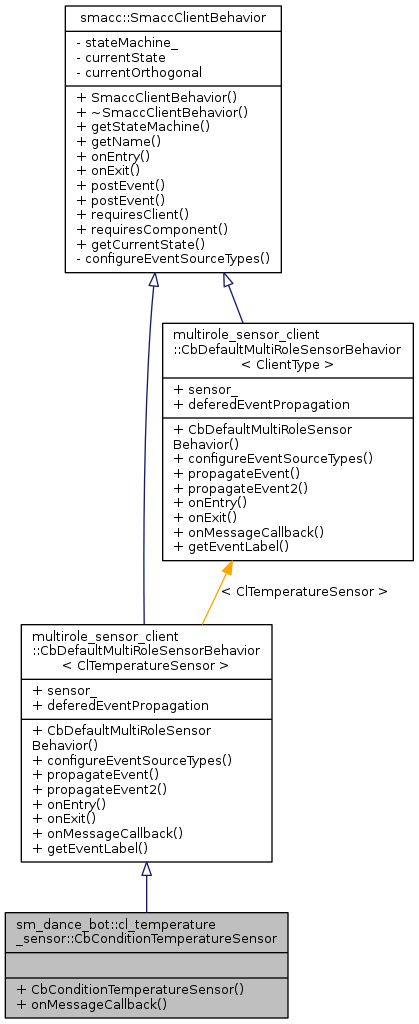 smacc::SmaccClientBehavior
- stateMachine_
- currentState
- currentOrthogonal
+ SmaccClientBehavior()
+ ~SmaccClientBehavior()
+ getStateMachine()
+ getName()
+ onEntry()
+ onExit()
+ postEvent()
+ postEvent()
+ requiresClient()
+ requiresComponent()
+ getCurrentState()
- configureEventSourceTypes()
multirole_sensor_client
::CbDefaultMultiRoleSensorBehavior
< ClientType >
+ sensor_
+ deferedEventPropagation
+ CbDefaultMultiRoleSensor
Behavior()
+ configureEventSourceTypes()
+ propagateEvent()
+ propagateEvent2()
+ onEntry()
+ onExit()
+ onMessageCallback()
+ getEventLabel()
< ClTemperatureSensor >
multirole_sensor_client
::CbDefaultMultiRoleSensorBehavior
< ClTemperatureSensor >
+ sensor_
+ deferedEventPropagation
+ CbDefaultMultiRoleSensor
Behavior()
+ configureEventSourceTypes()
+ propagateEvent()
+ propagateEvent2()
+ onEntry()
+ onExit()
+ onMessageCallback()
+ getEventLabel()
sm_dance_bot::cl_temperature
_sensor::CbConditionTemperatureSensor
+ CbConditionTemperatureSensor()
+ onMessageCallback()